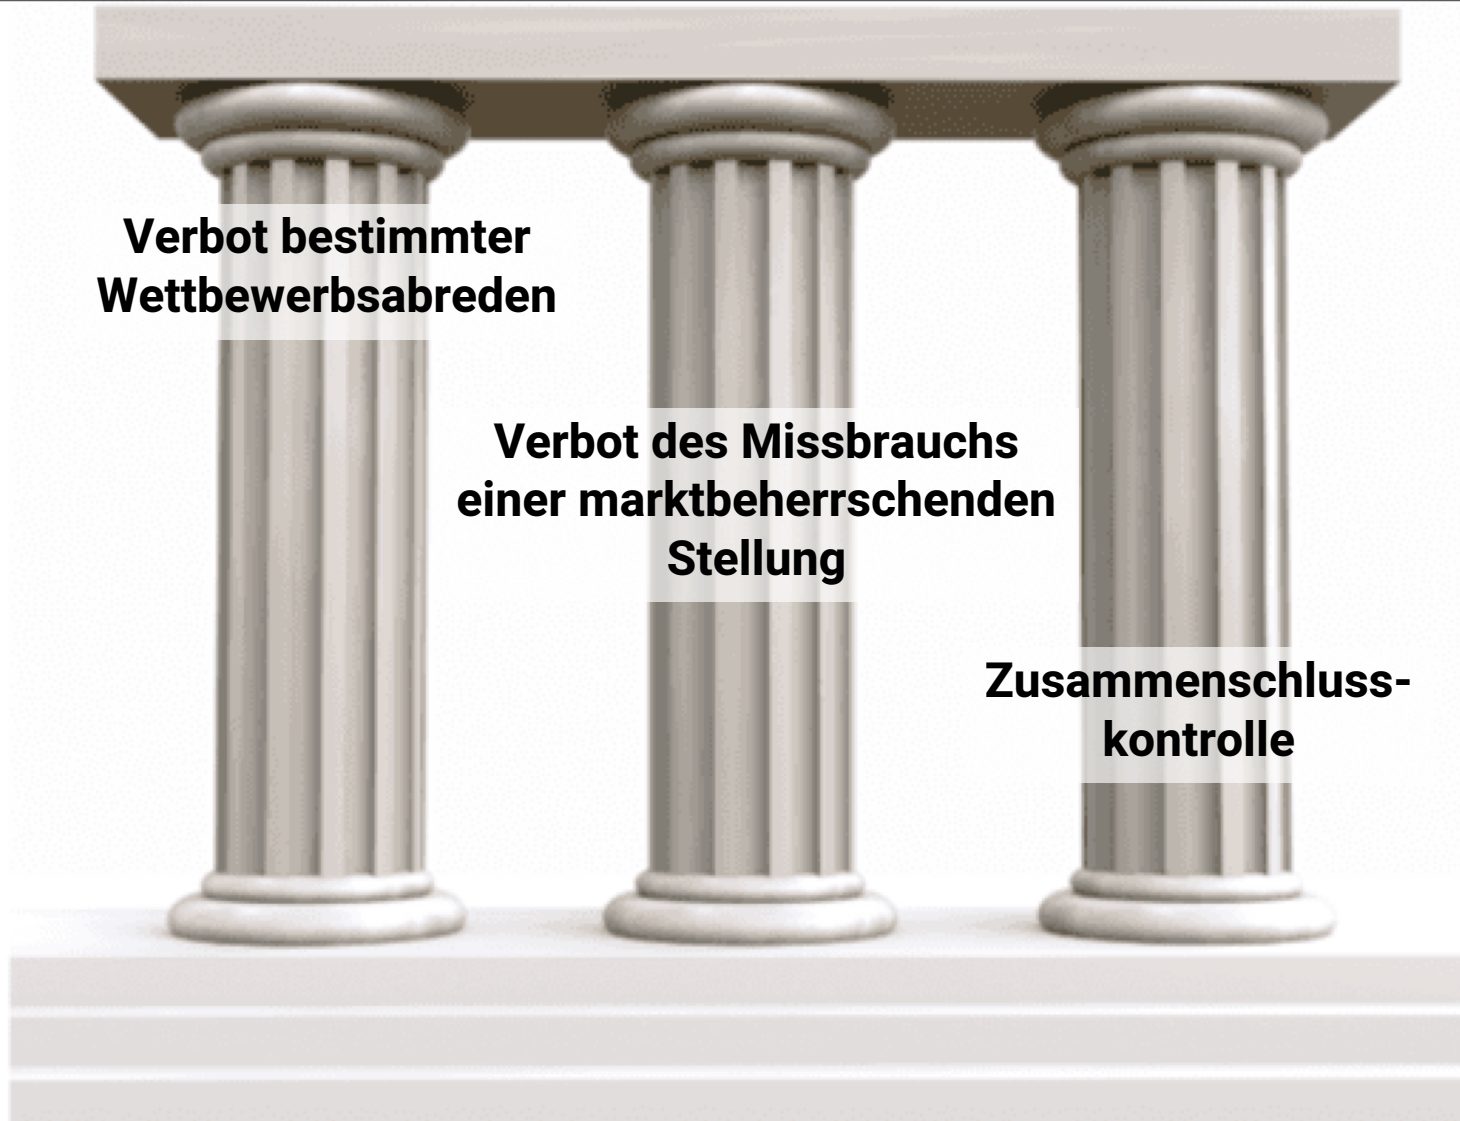 Verbot bestimmter
Wettbewerbsabreden
Verbot des Missbrauchs
einer marktbeherrschenden
Stellung
Zusammenschluss-
kontrolle